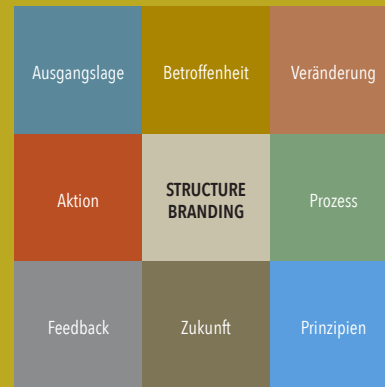 Ausgangslage
Betroffenheit
Veränderung
Aktion
STRUCTURE
BRANDING
Prozess
Feedback
Zukunft
Prinzipien